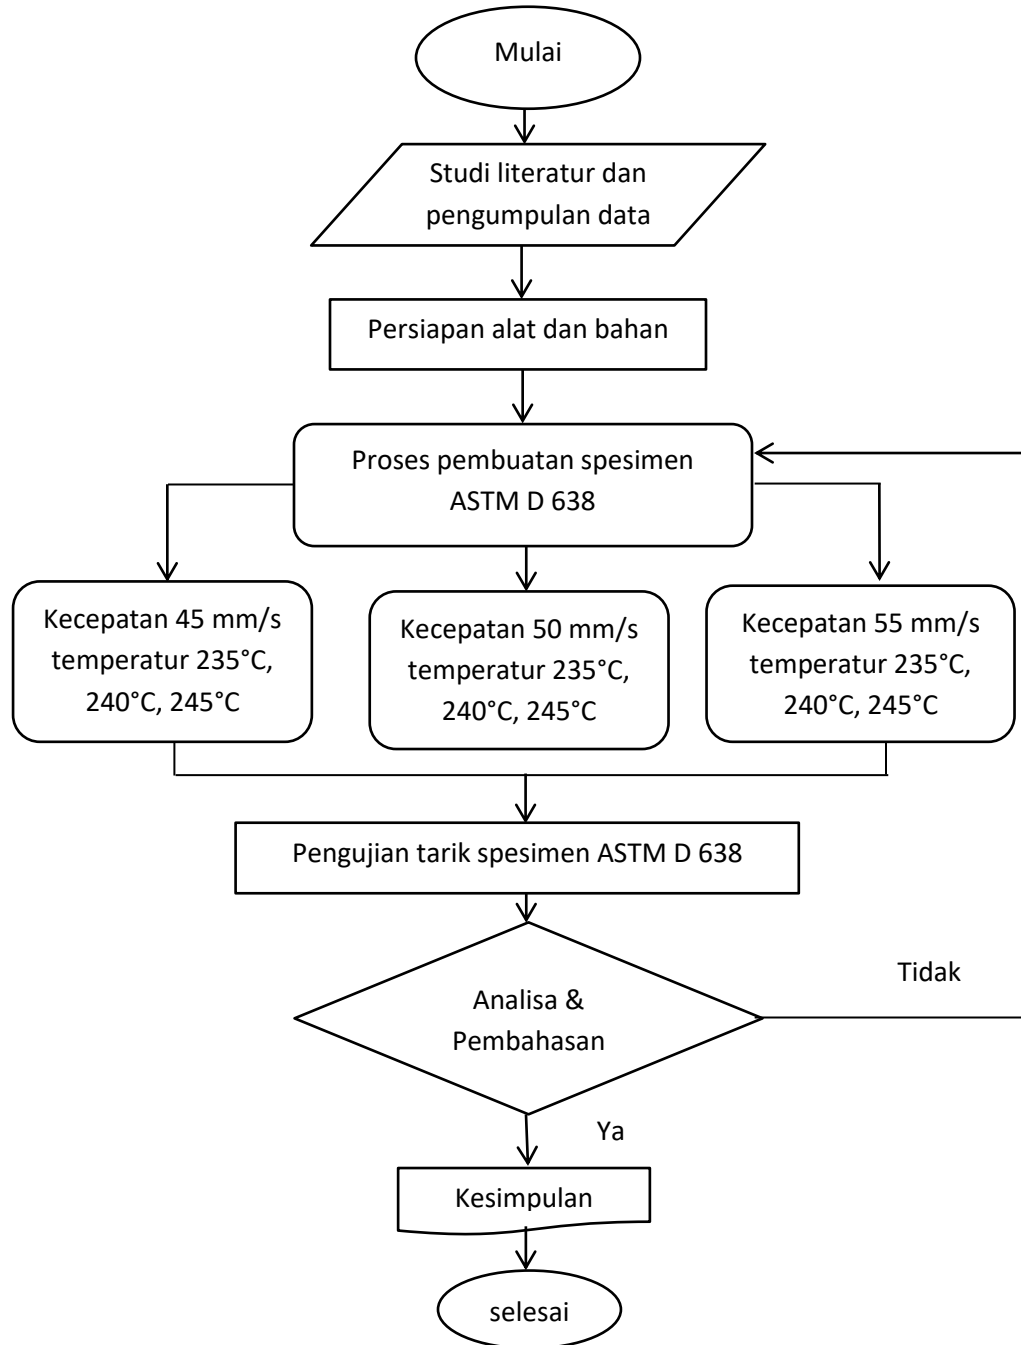 Mulai
Studi literatur dan
pengumpulan data
Persiapan alat dan bahan
Proses pembuatan spesimen
ASTM D 638
Kecepatan 45 mm/s
temperatur 235°C,
240°C, 245°C
Kecepatan 50 mm/s
temperatur 235°C,
240°C, 245°C
Kecepatan 55 mm/s
temperatur 235°C,
240°C, 245°C
Pengujian tarik spesimen ASTM D 638
Analisa &
Pembahasan
Tidak
Ya
Kesimpulan
selesai